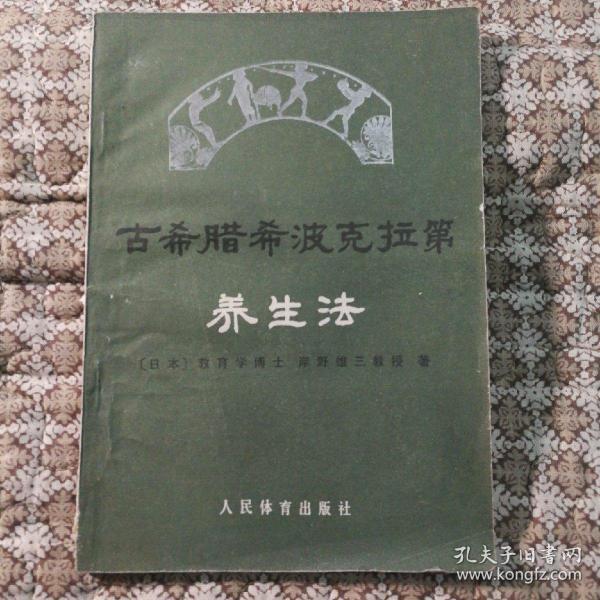 古希腊希波克拉第
养生法
〔日本〕教育学博士 岸野雄三教授 著
人民体育出版社
孔夫子旧书网
www.kongfz.com